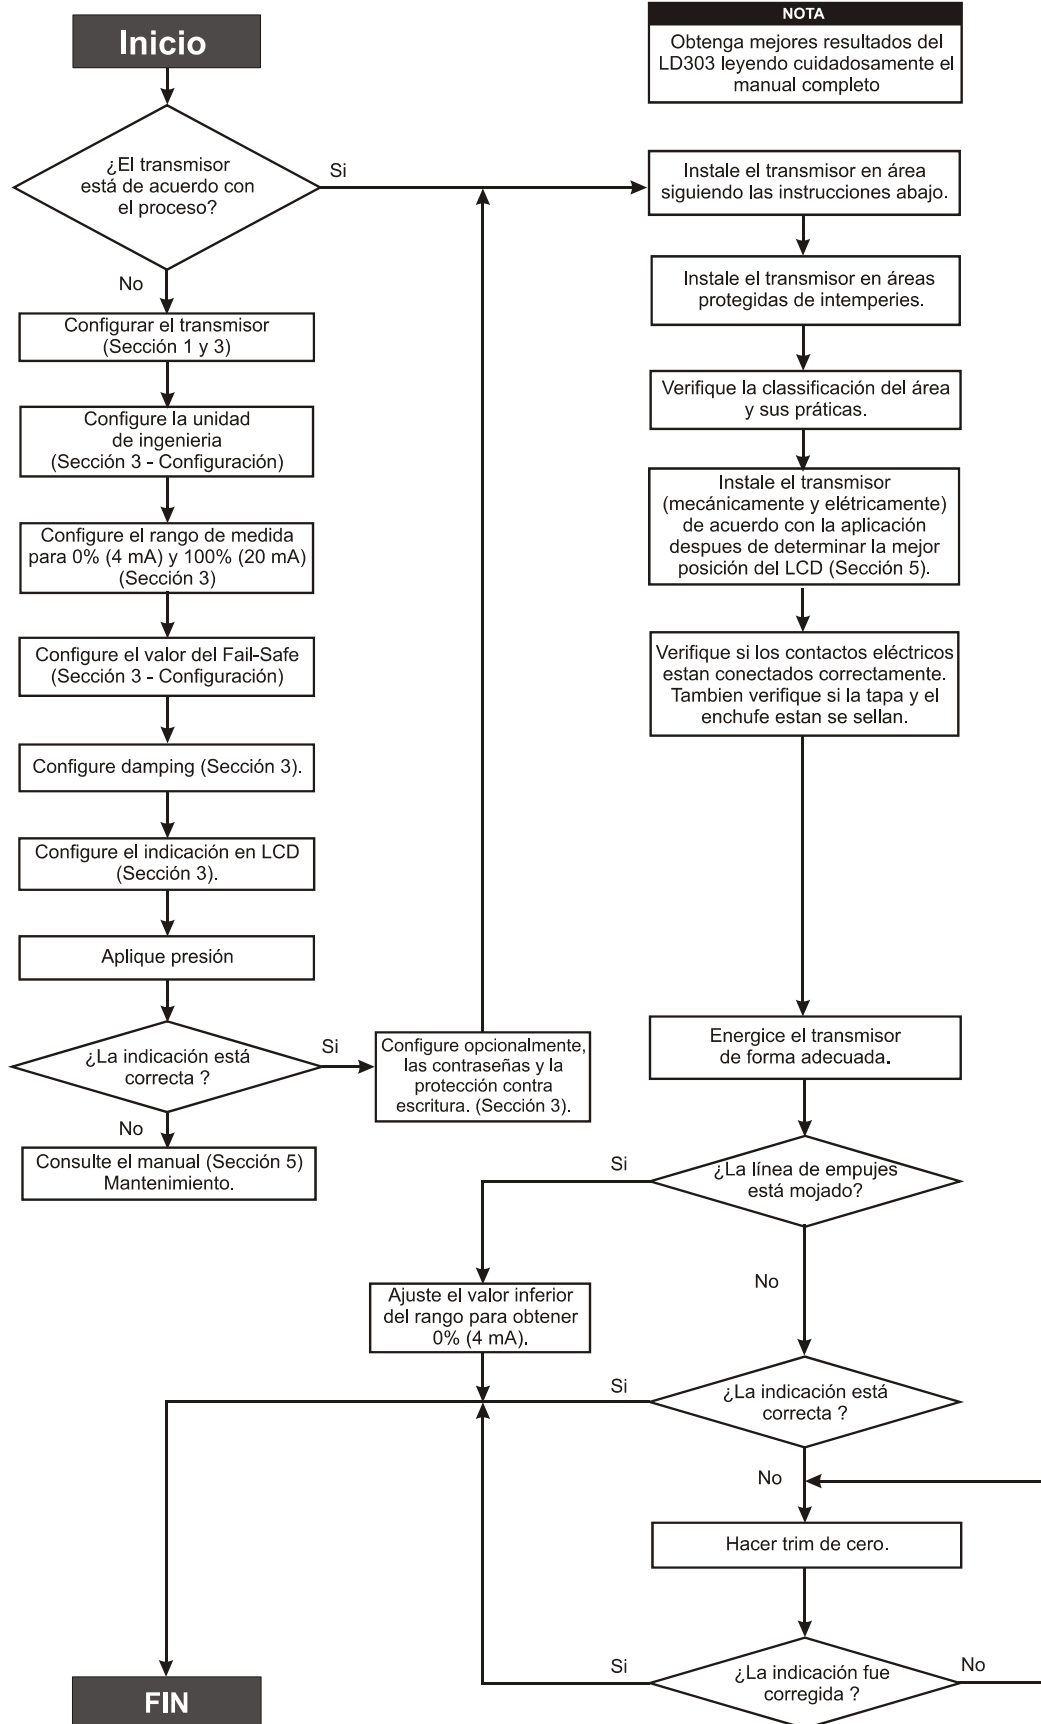 Inicio
¿El transmisor
está de acuerdo con
el proceso?
Si
No
Configurar el transmisor
(Sección 1 y 3)
Configure la unidad
de ingenieria
(Sección 3 - Configuración)
Configure el rango de medida
para 0% (4 mA) y 100% (20 mA)
(Sección 3)
Configure el valor del Fail-Safe
(Sección 3 - Configuración)
Configure damping (Sección 3).
Configure el indicación en LCD
(Sección 3).
Aplique presión
¿La indicación está
correcta ?
Si
No
Configure opcionalmente,
las contraseñas y la
protección contra
escritura. (Sección 3).
Consulte el manual (Sección 5)
Mantenimiento.
NOTA
Obtenga mejores resultados del
LD303 leyendo cuidadosamente el
manual completo
Instale el transmisor en área
siguiendo las instrucciones abajo.
Instale el transmisor en áreas
protegidas de intemperies.
Verifique la classificación del área
y sus práticas.
Instale el transmisor
(mecánicamente y elétricamente)
de acuerdo con la aplicación
despues de determinar la mejor
posición del LCD (Sección 5).
Verifique si los contactos eléctricos
estan conectados correctamente.
Tambien verifique si la tapa y el
enchufe estan se sellan.
Energice el transmisor
de forma adecuada.
¿La línea de empujes
está mojado?
Si
No
Ajuste el valor inferior
del rango para obtener
0% (4 mA).
¿La indicación está
correcta ?
Si
No
Hacer trim de cero.
¿La indicación fue
corregida ?
Si
No
FIN